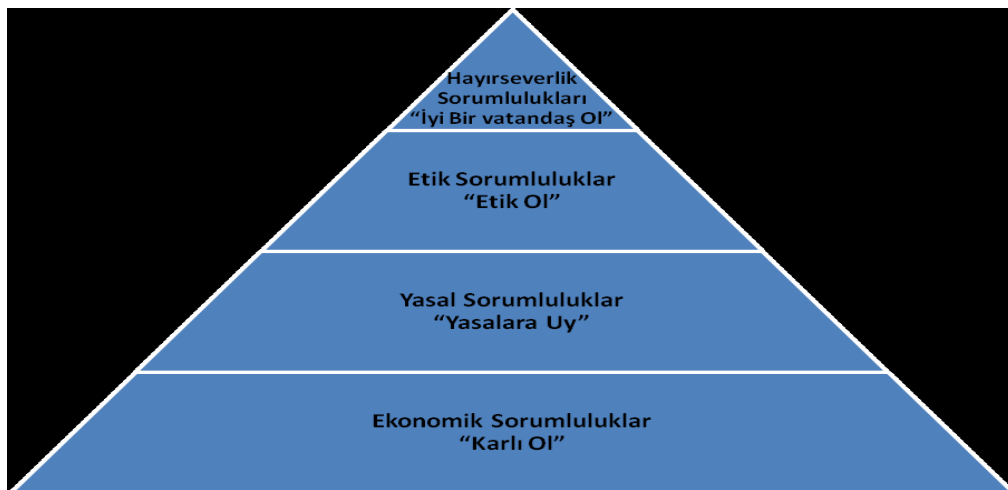 Hayırseverlik
Sorumlulukları
“İyi Bir vatandaş Ol”
Etik Sorumluluklar
“Etik Ol”
Yasal Sorumluluklar
“Yasalara Uy”
Ekonomik Sorumluluklar
“Karlı Ol”